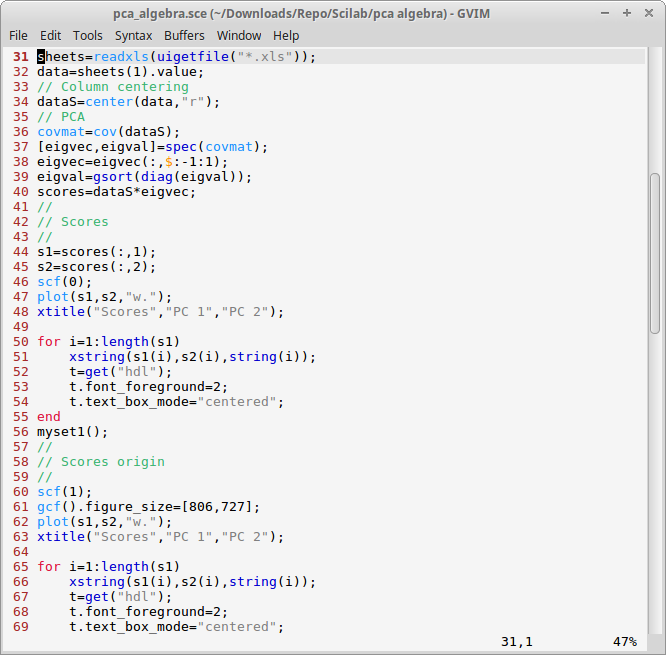 pca_algebra.sce (~/Downloads/Repo/Scilab/pca algebra) - GVIM
File Edit Tools Syntax Buffers Window Help
31 sheets=readxls(uigetfile("*.xls"));
32 data=sheets(1).value;
33 // Column centering
34 dataS=center(data,"r");
35 // PCA
36 covmat=cov(dataS);
37 [eigvec,eigval]=spec(covmat);
38 eigvec=eigvec(:,$:-1:1);
39 eigval=gsort(diag(eigval));
40 scores=dataS*eigvec;
41 //
42 // Scores
43 //
44 s1=scores(:,1);
45 s2=scores(:,2);
46 scf(0);
47 plot(s1,s2,"w.");
48 xtitle("Scores","PC 1","PC 2");
49
50 for i=1:length(s1)
51     xstring(s1(i),s2(i),string(i));
52     t=get("hdl");
53     t.font_foreground=2;
54     t.text_box_mode="centered";
55 end
56 myset1();
57 //
58 // Scores origin
59 //
60 scf(1);
61 gcf().figure_size=[806,727];
62 plot(s1,s2,"w.");
63 xtitle("Scores","PC 1","PC 2");
64
65 for i=1:length(s1)
66     xstring(s1(i),s2(i),string(i));
67     t=get("hdl");
68     t.font_foreground=2;
69     t.text_box_mode="centered";
31,1 47%